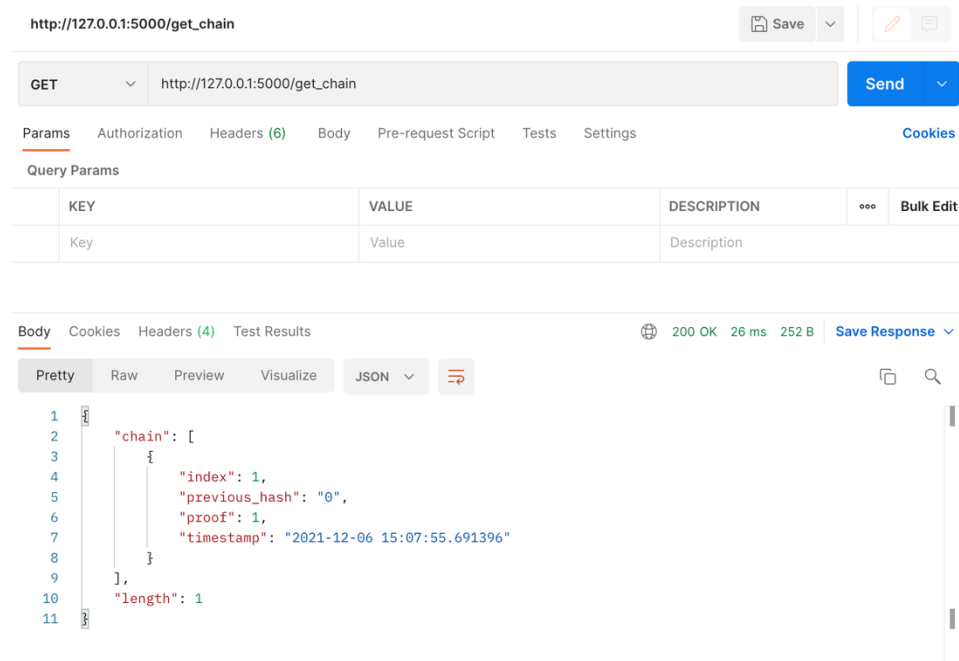 http://127.0.0.1:5000/get_chain
Save
GET
http://127.0.0.1:5000/get_chain
Send
Params Authorization Headers (6) Body Pre-request Script Tests Settings Cookies
Query Params
KEY VALUE DESCRIPTION ooo Bulk Edit
Key Value Description
Body Cookies Headers (4) Test Results 200 OK 26 ms 252 B Save Response
Pretty Raw Preview Visualize JSON
1 {
2 "chain": [
3 {
4 "index": 1,
5 "previous_hash": "0",
6 "proof": 1,
7 "timestamp": "2021-12-06 15:07:55.691396"
8 }
9 ],
10 "length": 1
11 }